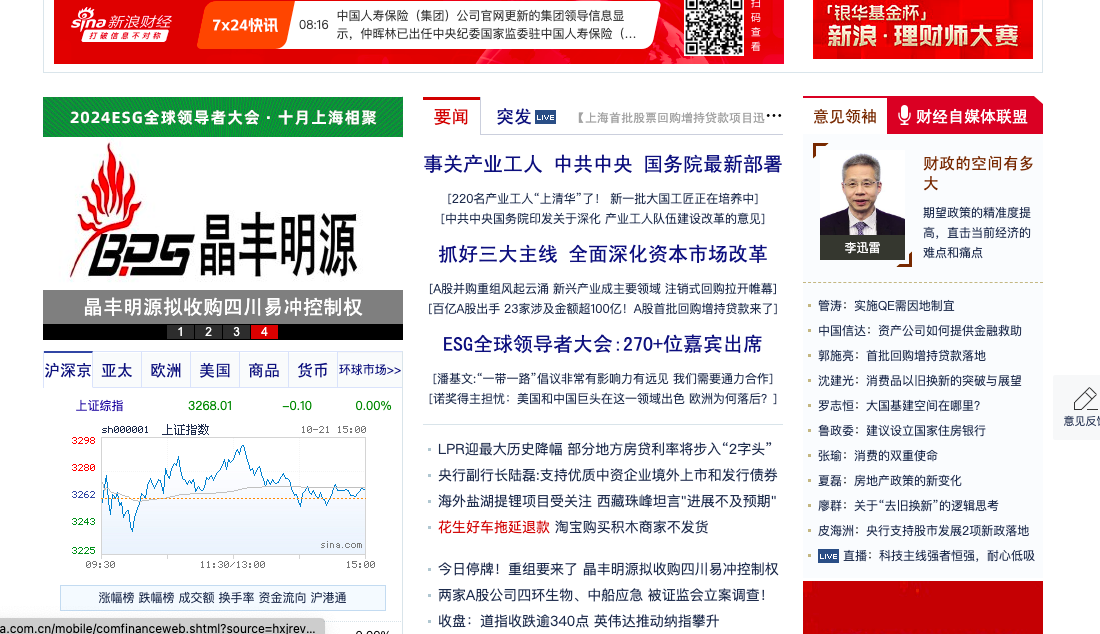 sina 新浪财经
打破信息不对称
7x24快讯
08:16
中国人寿保险（集团）公司官网更新的集团领导信息显
示，仲晖林已出任中央纪委国家监委驻中国人寿保险（...
扫
码
查
看
「银华基金杯」
新浪·理财师大赛
2024ESG全球领导者大会·十月上海相聚
BPS 晶丰明源
晶丰明源拟收购四川易冲控制权
1 2 3 4
沪深京 亚太 欧洲 美国 商品 货币 环球市场>>
上证综指 3268.01 -0.10 0.00%
sh000001 上证指数 10-21 15:00
3298
3280
3262
3243
3225
sina.com
09:30 11:30/13:00 15:00
涨幅榜 跌幅榜 成交额 换手率 资金流向 沪港通
a.com.cn/mobile/comfinanceweb.shtml?source=hxjrev...
要闻 突发 LIVE 【上海首批股票回购增持贷款项目迅 •••
事关产业工人 中共中央 国务院最新部署
[220名产业工人“上清华”了！ 新一批大国工匠正在培养中]
[中共中央国务院印发关于深化 产业工人队伍建设改革的意见]
抓好三大主线 全面深化资本市场改革
[A股并购重组风起云涌 新兴产业成主要领域 注销式回购拉开帷幕]
[百亿A股出手 23家涉及金额超100亿！A股首批回购增持贷款来了]
ESG全球领导者大会:270+位嘉宾出席
[潘基文:“一带一路”倡议非常有影响力有远见 我们需要通力合作]
[诺奖得主担忧：美国和中国巨头在这一领域出色 欧洲为何落后？]
LPR迎最大历史降幅 部分地方房贷利率将步入“2字头”
央行副行长陆磊:支持优质中资企业境外上市和发行债券
海外盐湖提锂项目受关注 西藏珠峰坦言"进展不及预期"
花生好车拖延退款 淘宝购买积木商家不发货
今日停牌！重组要来了 晶丰明源拟收购四川易冲控制权
两家A股公司四环生物、中船应急 被证监会立案调查！
收盘：道指收跌逾340点 英伟达推动纳指攀升
意见领袖 财经自媒体联盟
财政的空间有多
大
期望政策的精准度提
高，直击当前经济的
难点和痛点
李迅雷
管涛：实施QE需因地制宜
中国信达：资产公司如何提供金融救助
郭施亮：首批回购增持贷款落地
沈建光：消费品以旧换新的突破与展望
罗志恒：大国基建空间在哪里?
鲁政委：建议设立国家住房银行
张瑜：消费的双重使命
夏磊：房地产政策的新变化
廖群：关于“去旧换新”的逻辑思考
皮海洲：央行支持股市发展2项新政落地
LIVE 直播：科技主线强者恒强，耐心低吸
意见反馈